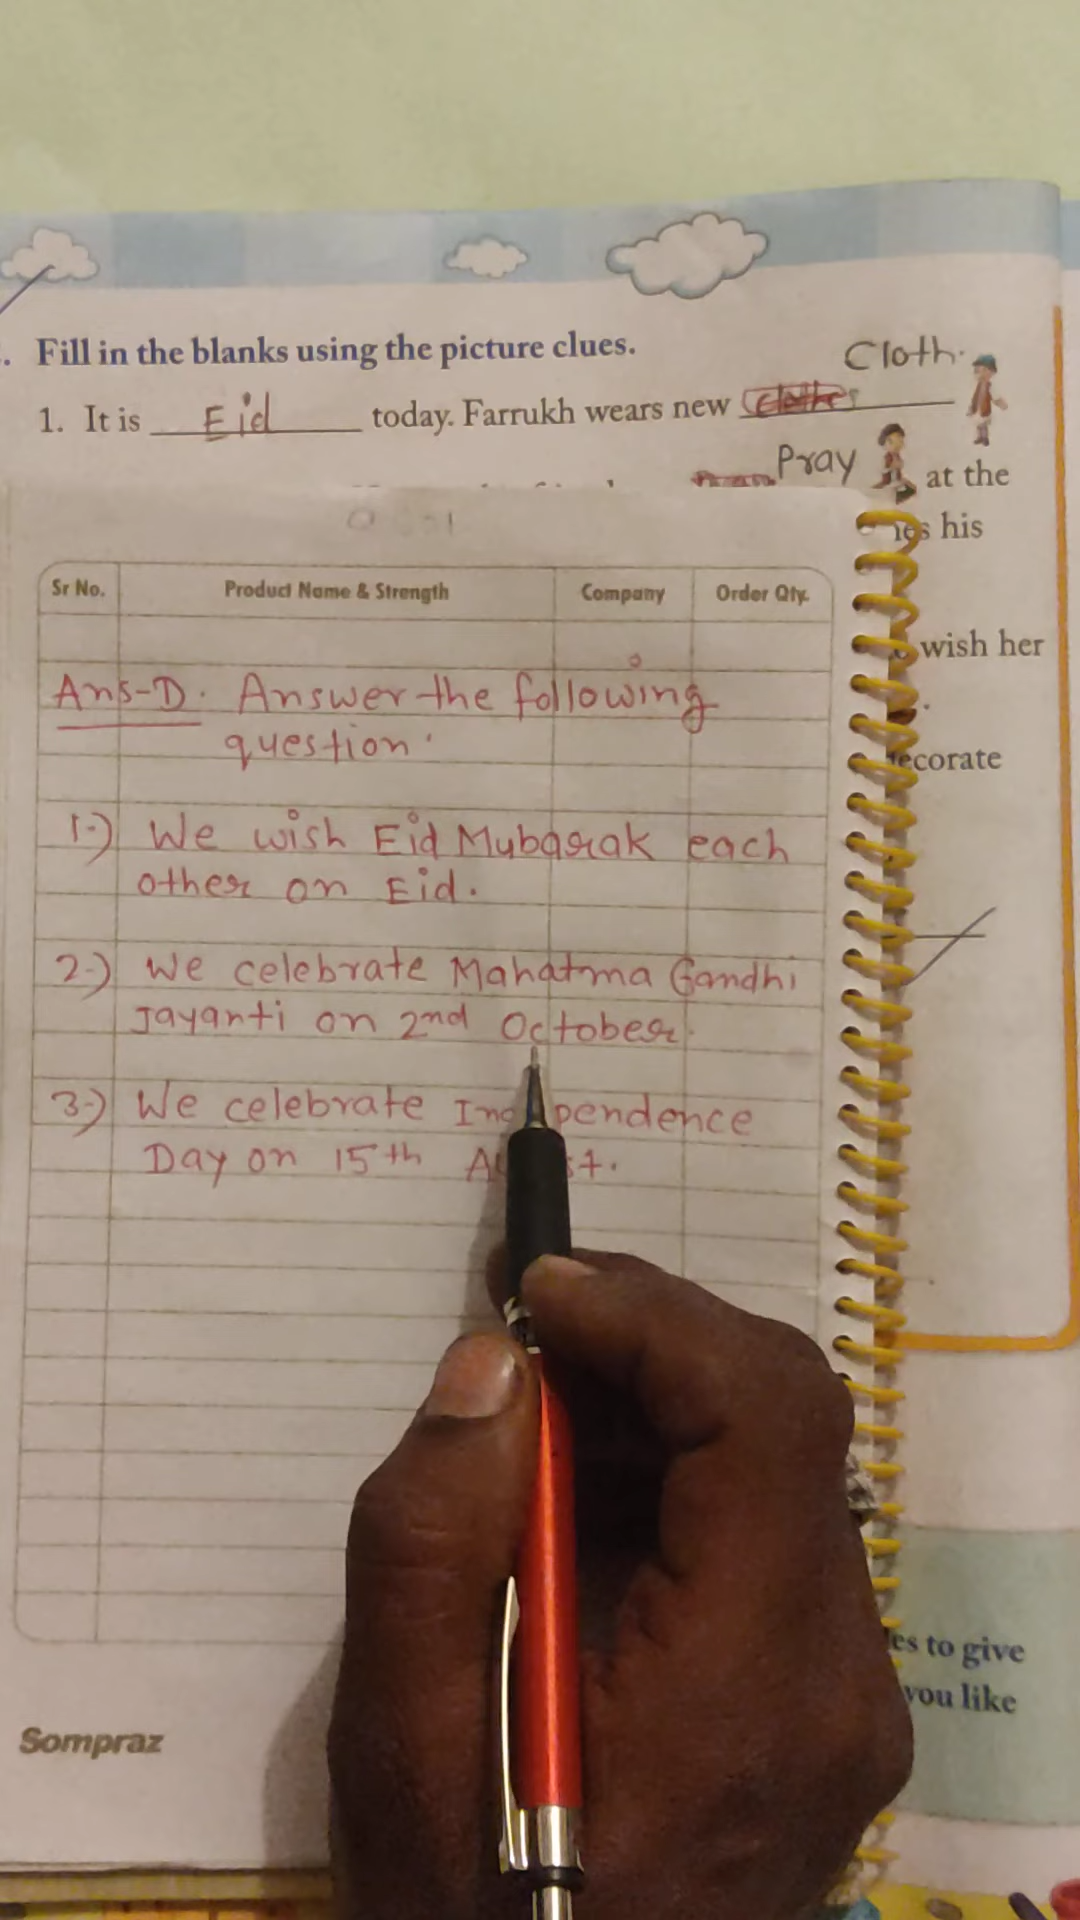 Fill in the blanks using the picture clues.
Cloth.
1. It is Eid today. Farrukh wears new clothes
Pray at the
his
Sr No. Product Name & Strength Company Order Qty.
wish her
Ans-D. Answer the following
question.
ecorate
1.) We wish Eid Mubarak each
other on Eid.
2.) We celebrate Mahatma Gandhi
Jayanti on 2nd October.
3.) We celebrate Independence
Day on 15th August.
es to give
you like
Sompraz